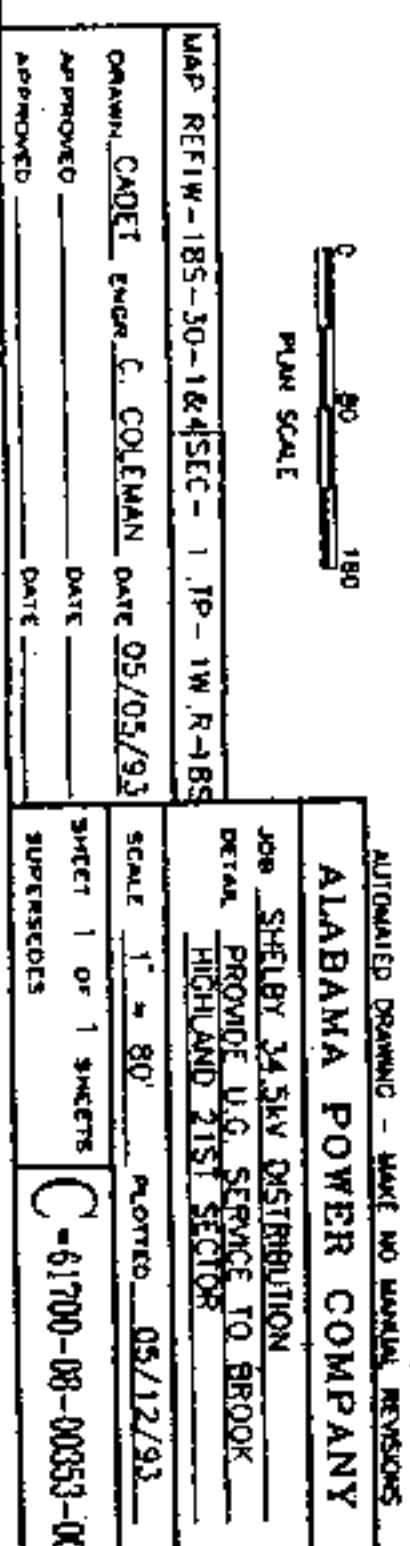 0 80 160
PLAN SCALE
MAP REF1W-18S-30-1&4 SEC- 1 TP- 1W R-18S
DRAWN CADET ENGR C. COLEMAN DATE 05/05/93
APPROVED DATE
APPROVED DATE
AUTOMATED DRAWING - MAKE NO MANUAL REVISIONS
ALABAMA POWER COMPANY
JOB SHELBY 34.5KV DISTRIBUTION
DETAIL PROVIDE U.G. SERVICE TO BROOK
HIGHLAND 21ST SECTOR
SCALE 1" = 80' PLOTTED 05/12/93
SHEET 1 OF 1 SHEETS
SUPERSEDES
C-61700-08-00353-0